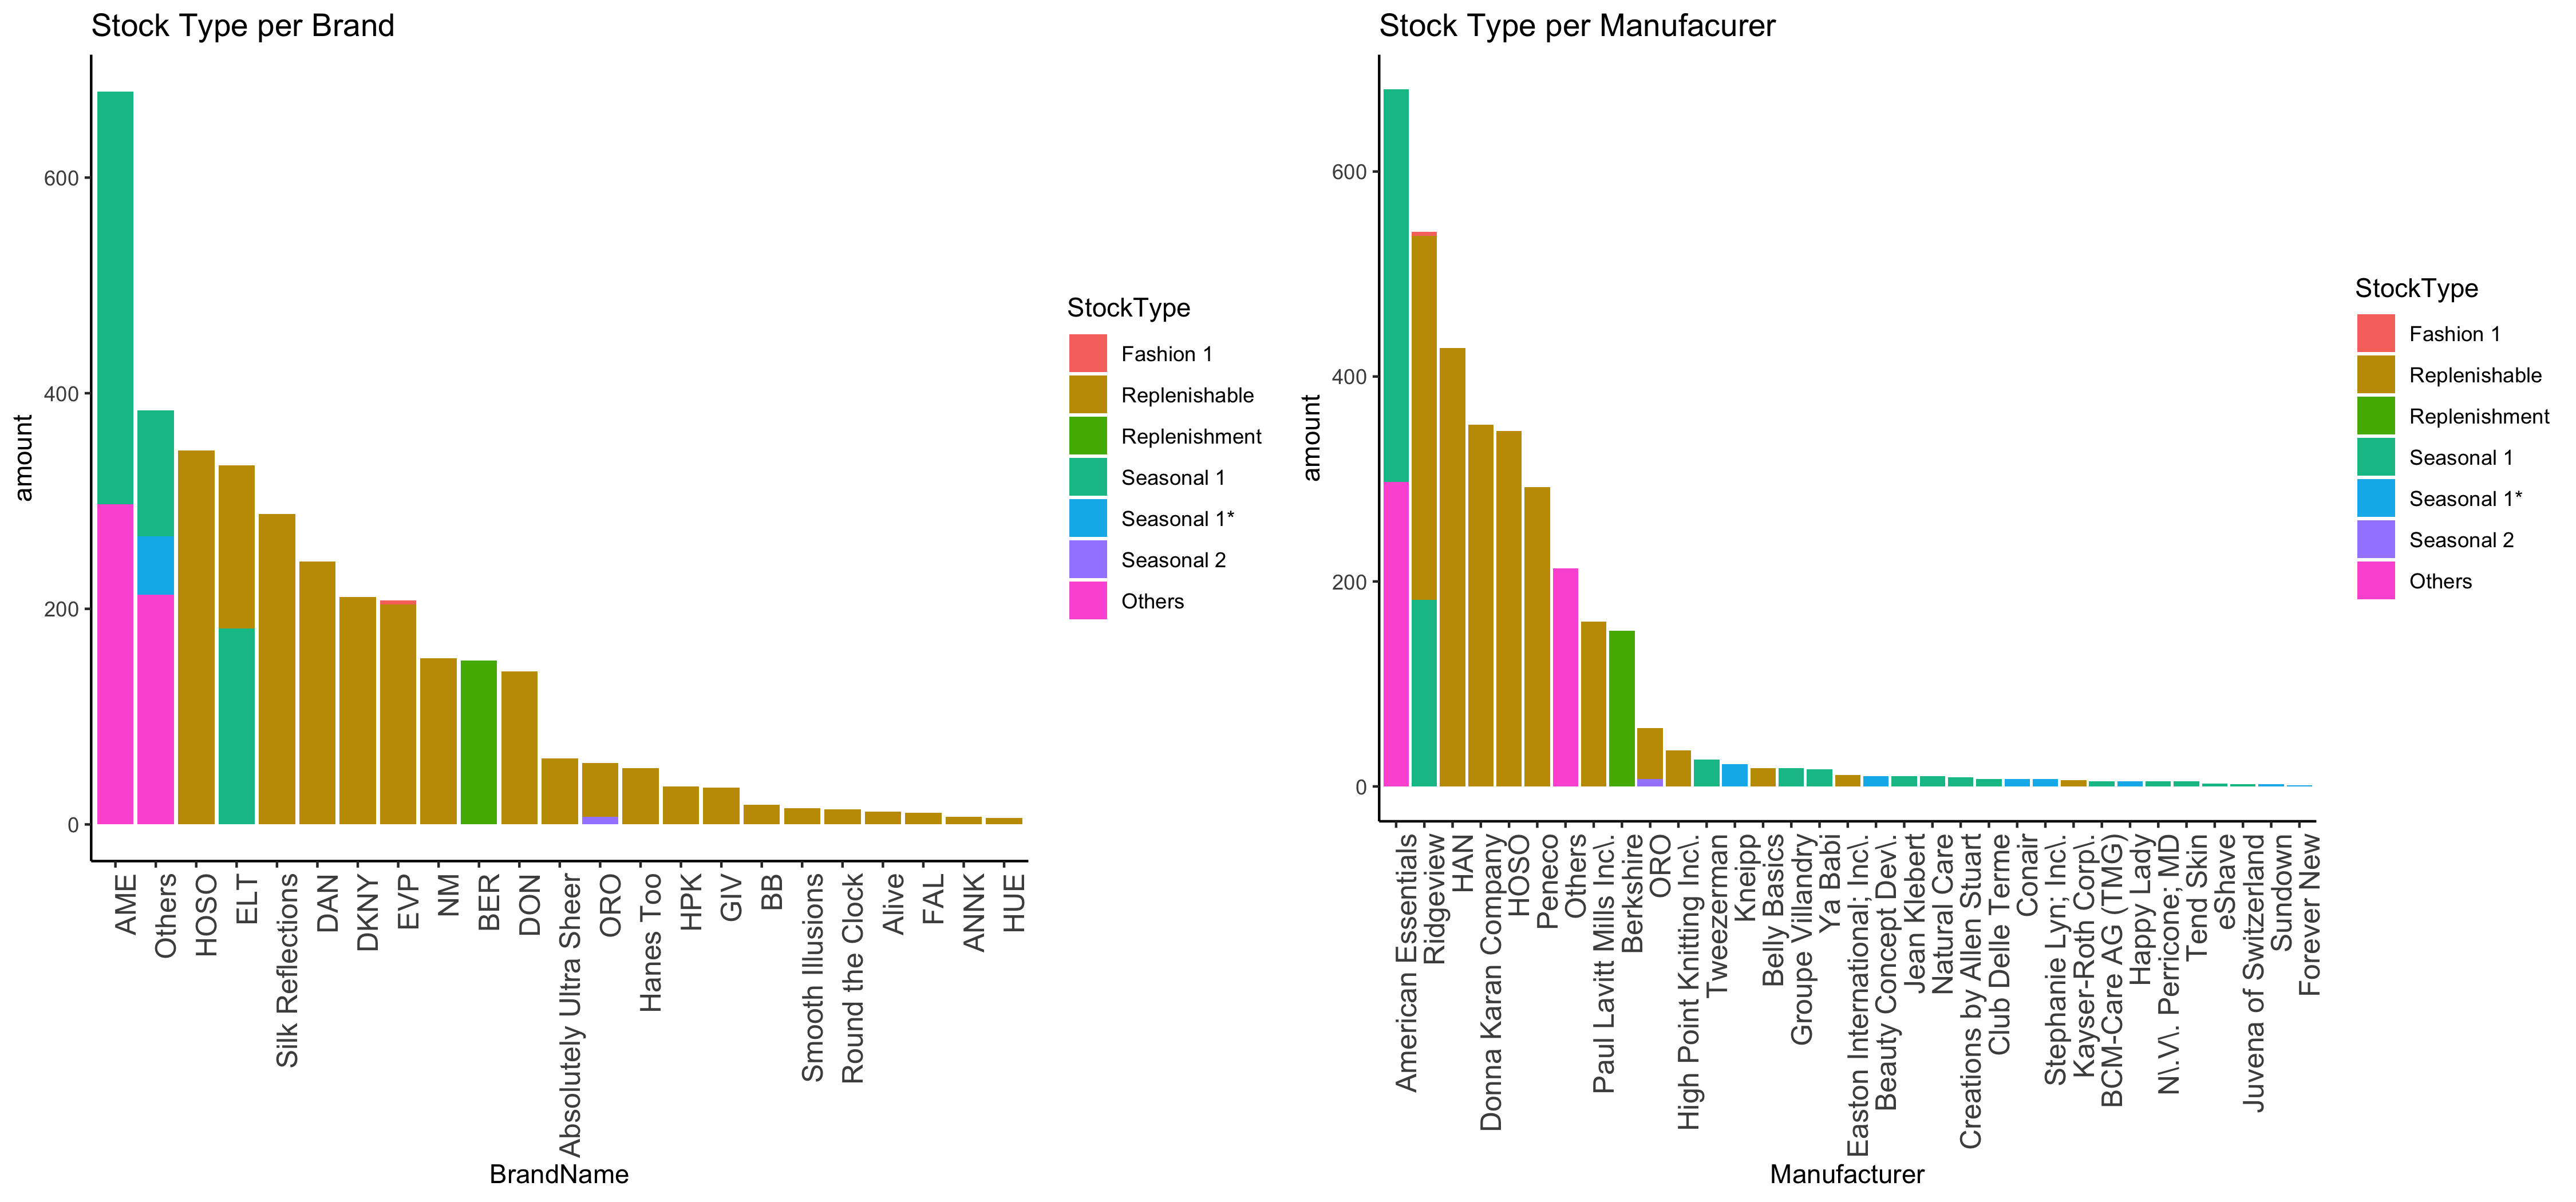 Stock Type per Brand
amount
600
400
200
0
AME
Others
HOSO
ELT
Silk Reflections
DAN
DKNY
EVP
NM
BER
DON
Absolutely Ultra Sheer
ORO
Hanes Too
HPK
GIV
BB
Smooth Illusions
Round the Clock
Alive
FAL
ANNK
HUE
BrandName
StockType
Fashion 1
Replenishable
Replenishment
Seasonal 1
Seasonal 1*
Seasonal 2
Others
Stock Type per Manufacurer
amount
600
400
200
0
American Essentials
Ridgeview
HAN
Donna Karan Company
HOSO
Peneco
Others
Paul Lavitt Mills Inc\.
Berkshire
ORO
High Point Knitting Inc\.
Tweezerman
Kneipp
Belly Basics
Groupe Villandry
Ya Babi
Easton International; Inc\.
Beauty Concept Dev\.
Jean Klebert
Natural Care
Creations by Allen Stuart
Club Delle Terme
Conair
Stephanie Lyn; Inc\.
Kayser-Roth Corp\.
BCM-Care AG (TMG)
Happy Lady
N\.V\. Perricone; MD
Tend Skin
eShave
Juvena of Switzerland
Sundown
Forever New
Manufacturer
StockType
Fashion 1
Replenishable
Replenishment
Seasonal 1
Seasonal 1*
Seasonal 2
Others